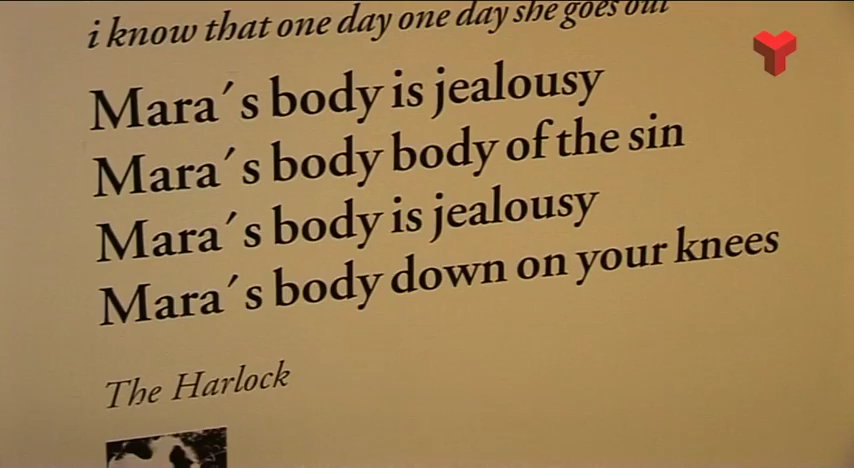 i know that one day one day she goes out
Mara´s body is jealousy
Mara´s body body of the sin
Mara´s body is jealousy
Mara´s body down on your knees
The Harlock